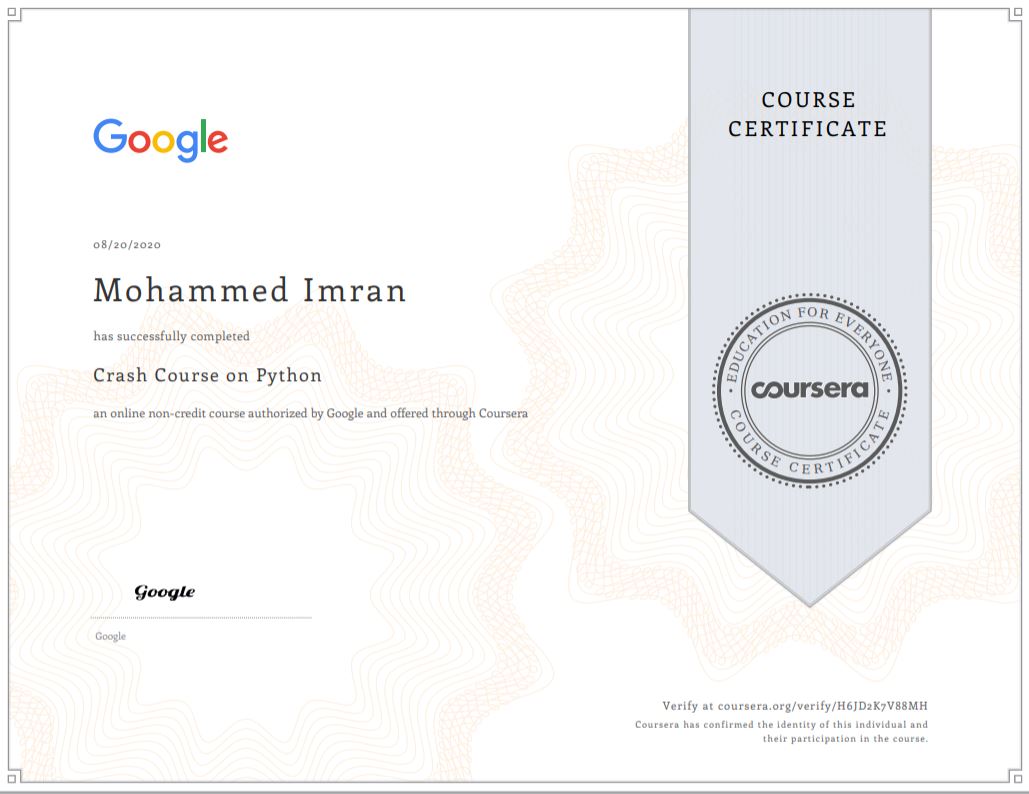 COURSE
CERTIFICATE
Google
08/20/2020
Mohammed Imran
has successfully completed
Crash Course on Python
an online non-credit course authorized by Google and offered through Coursera
EDUCATION FOR EVERYONE
coursera
COURSE CERTIFICATE
Google
Google
Verify at coursera.org/verify/H6JD2K7V88MH
Coursera has confirmed the identity of this individual and
their participation in the course.